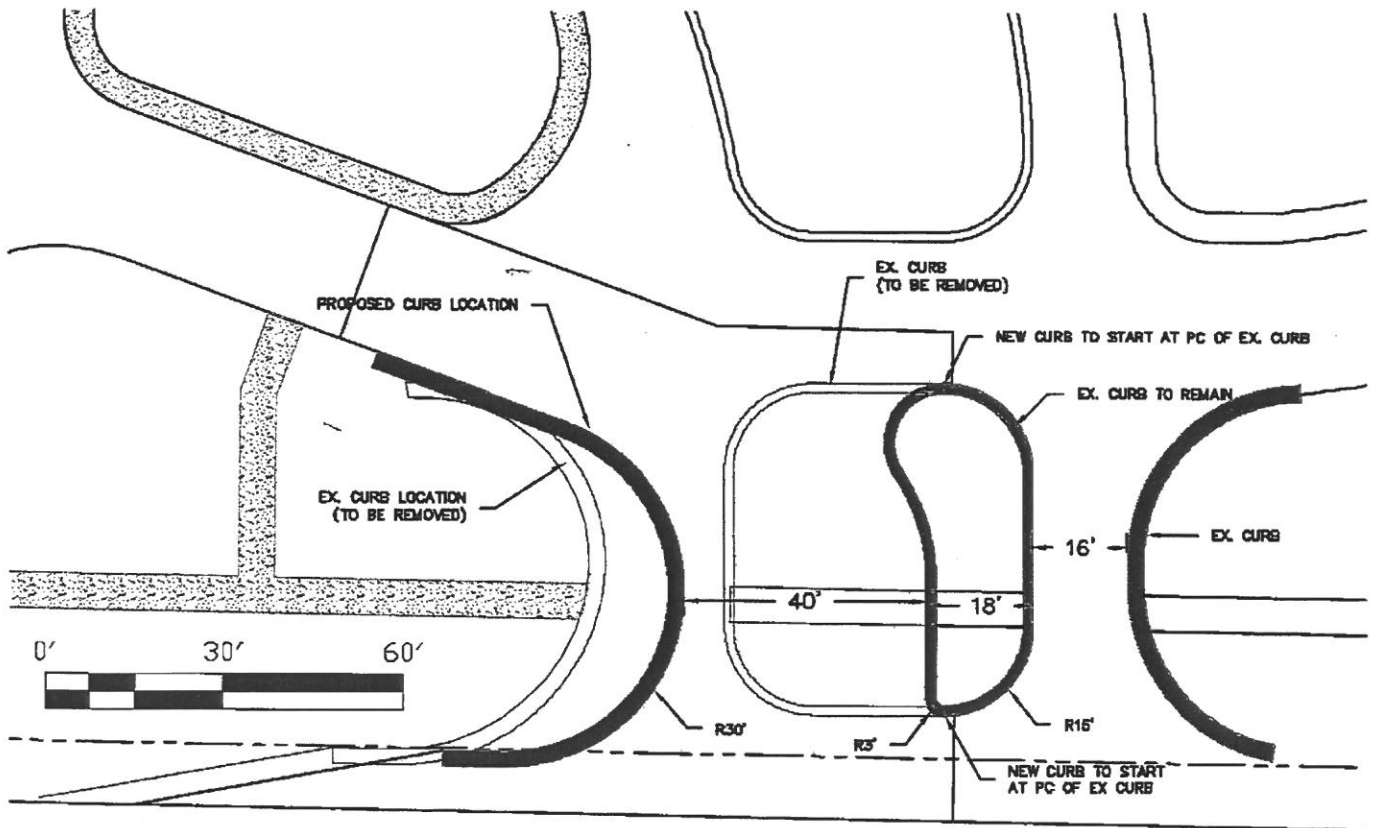 EX. CURB
(TO BE REMOVED)
PROPOSED CURB LOCATION
NEW CURB TO START AT PC OF EX. CURB
EX. CURB TO REMAIN
EX. CURB LOCATION
(TO BE REMOVED)
EX. CURB
16'
40'
18'
0'
30'
60'
R30'
R3'
R15'
NEW CURB TO START
AT PC OF EX CURB